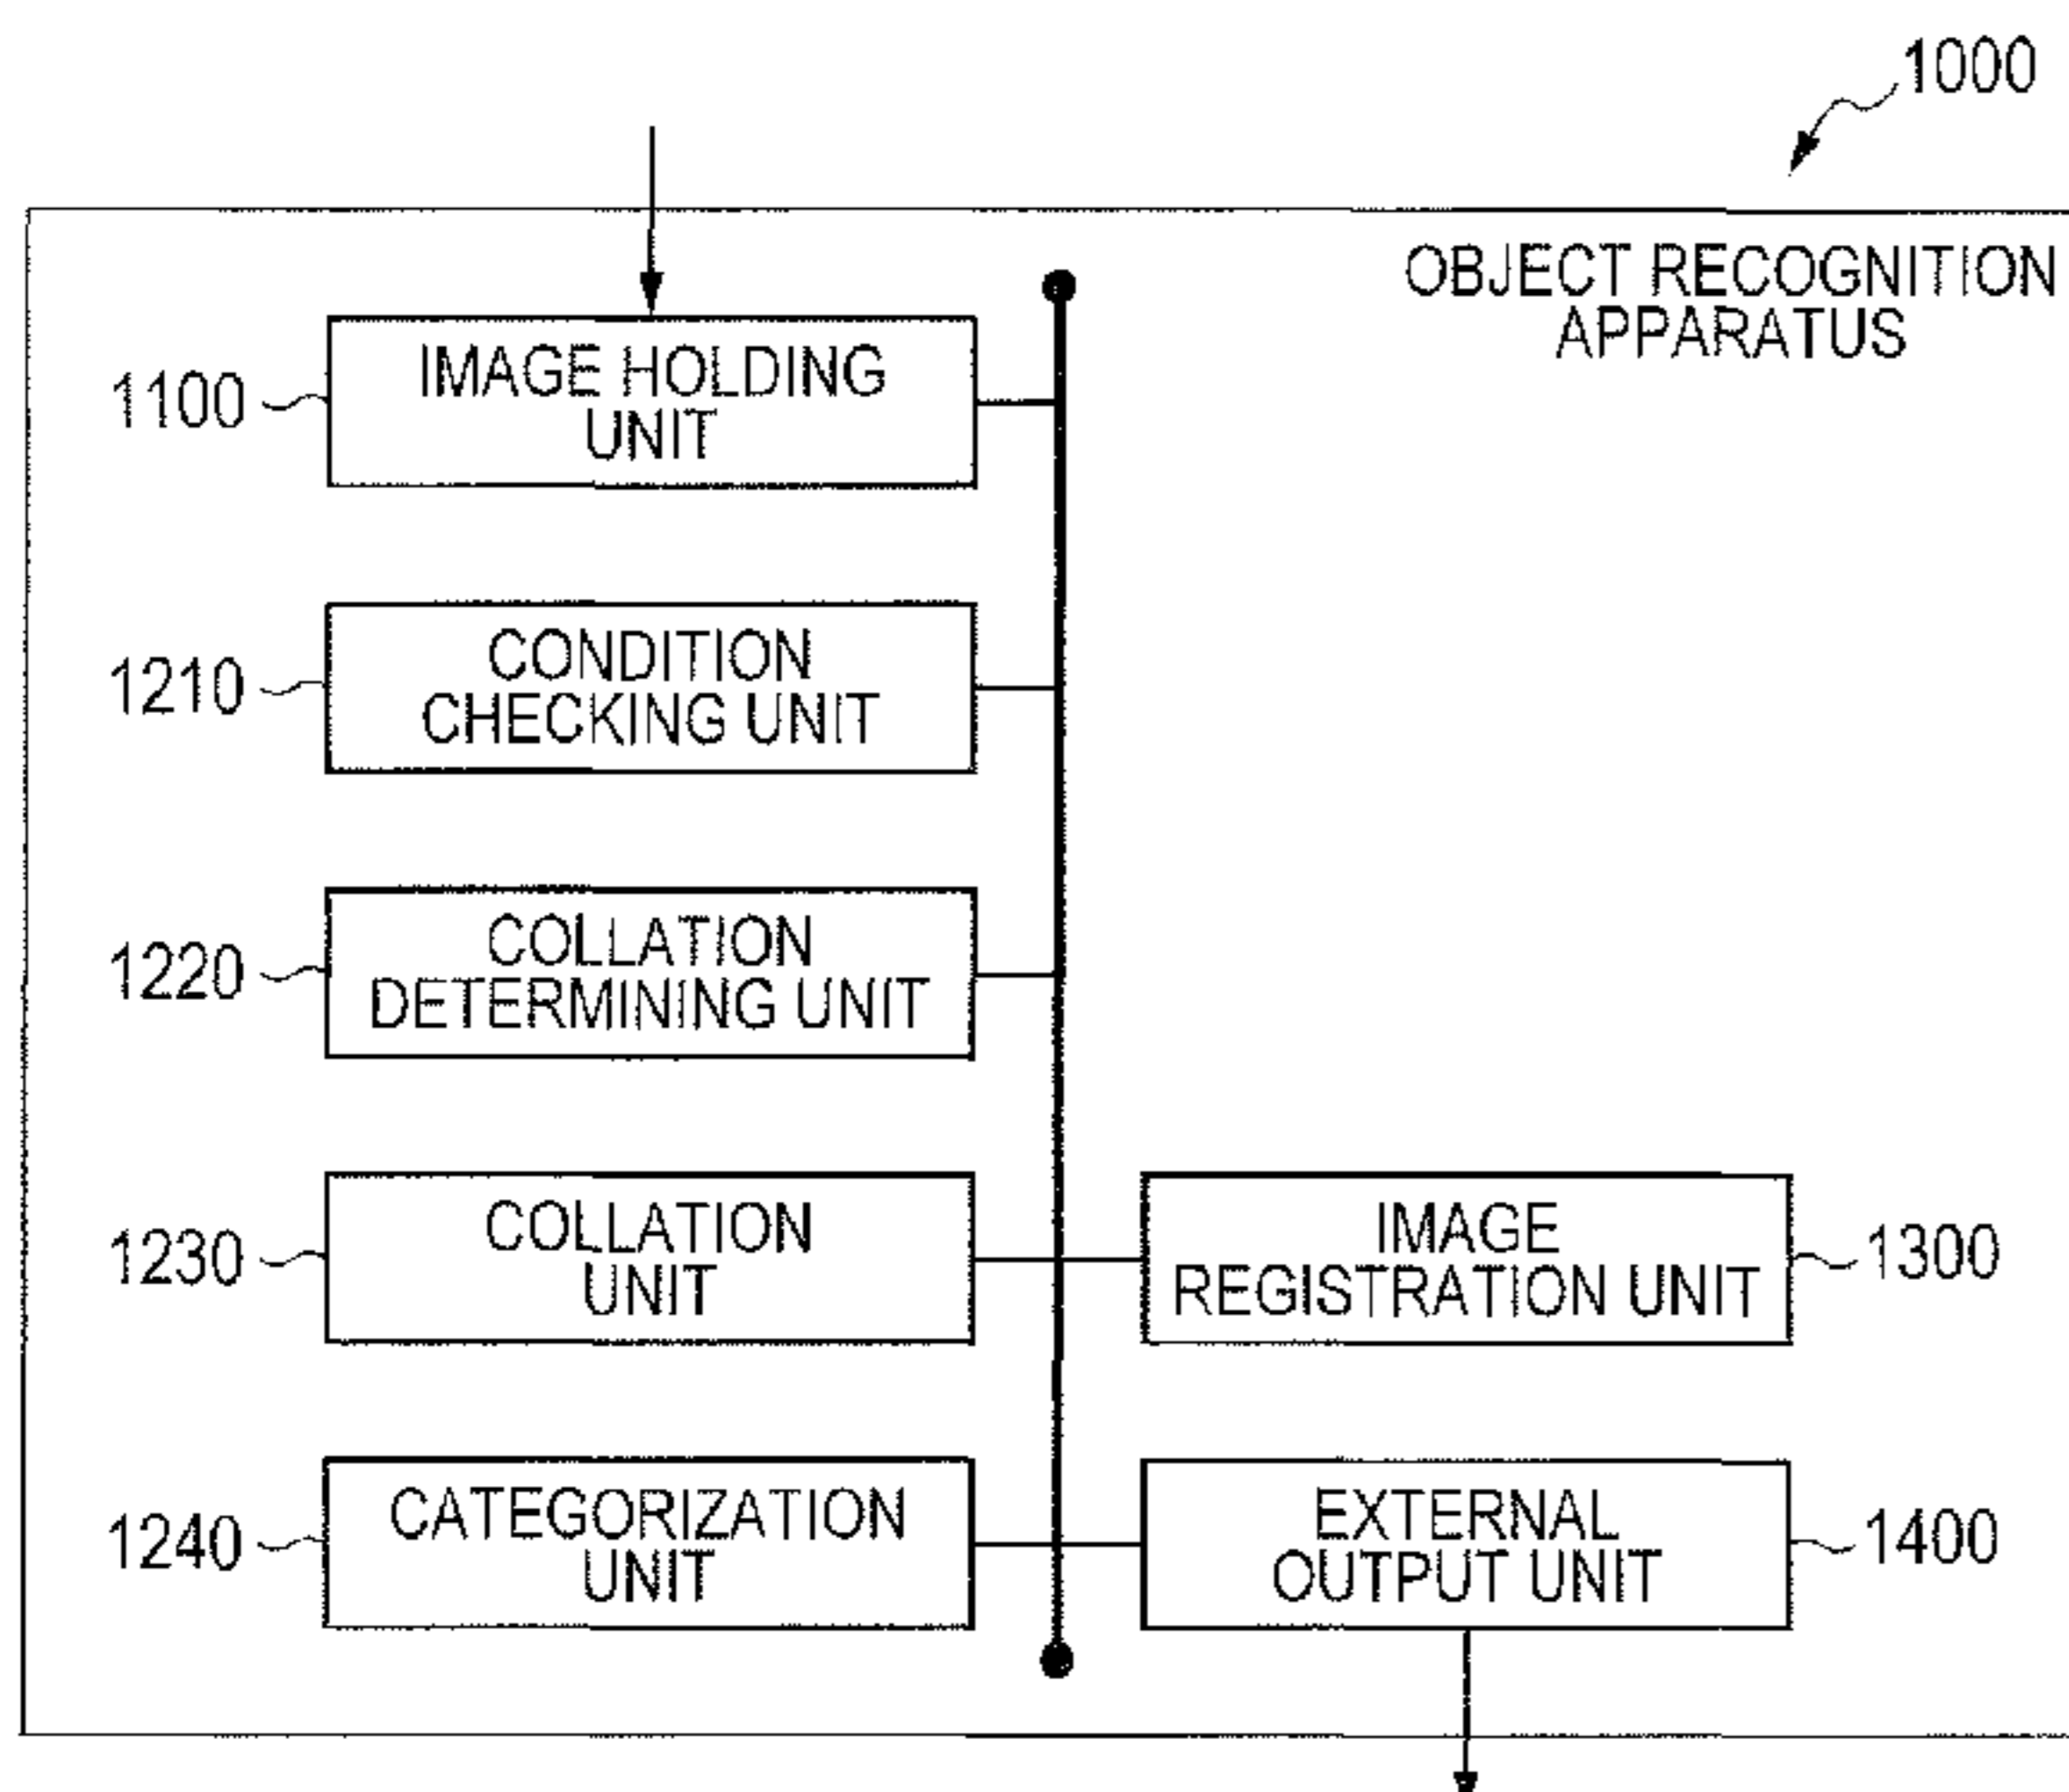 1000
OBJECT RECOGNITION
APPARATUS
1100
IMAGE HOLDING
UNIT
1210
CONDITION
CHECKING UNIT
1220
COLLATION
DETERMINING UNIT
1230
COLLATION
UNIT
IMAGE
REGISTRATION UNIT
1300
1240
CATEGORIZATION
UNIT
EXTERNAL
OUTPUT UNIT
1400